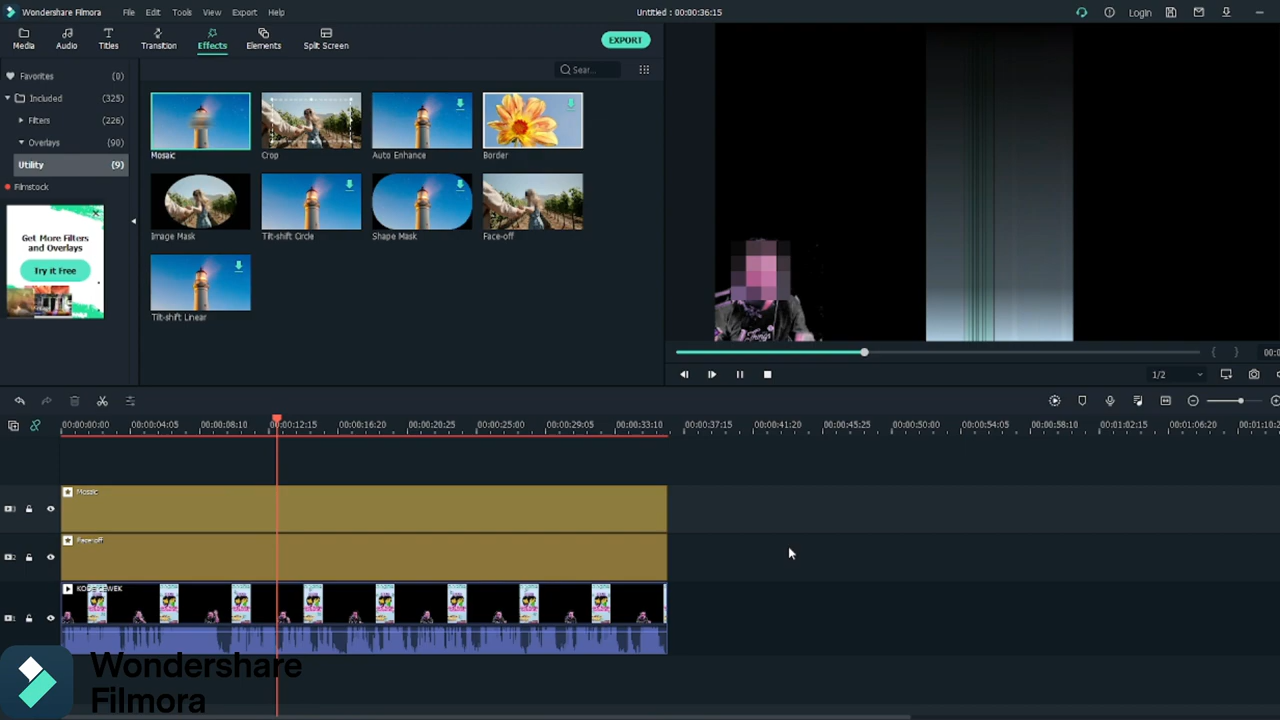 Wondershare Filmora File Edit Tools View Export Help Untitled : 00:00:36:15 Login
Media Audio Titles Transition Effects Elements Split Screen EXPORT
Favorites (0)
Included (325)
Filters (226)
Overlays (90)
Utility (9)
Filmstock
Get More Filters
and Overlays
Try it Free
Sear...
Mosaic Crop Auto Enhance Border
Image Mask Tilt-shift Circle Shape Mask Face-off
Tilt-shift Linear
1/2
00:00:00:00 00:00:04:05 00:00:08:10 00:00:12:15 00:00:16:20 00:00:20:25 00:00:25:00 00:00:29:05 00:00:33:10 00:00:37:15 00:00:41:20 00:00:45:25 00:00:50:00 00:00:54:05 00:00:58:10 00:01:02:15 00:01:06:20 00:01:10:2
Mosaic
Face-off
Wondershare
Filmora